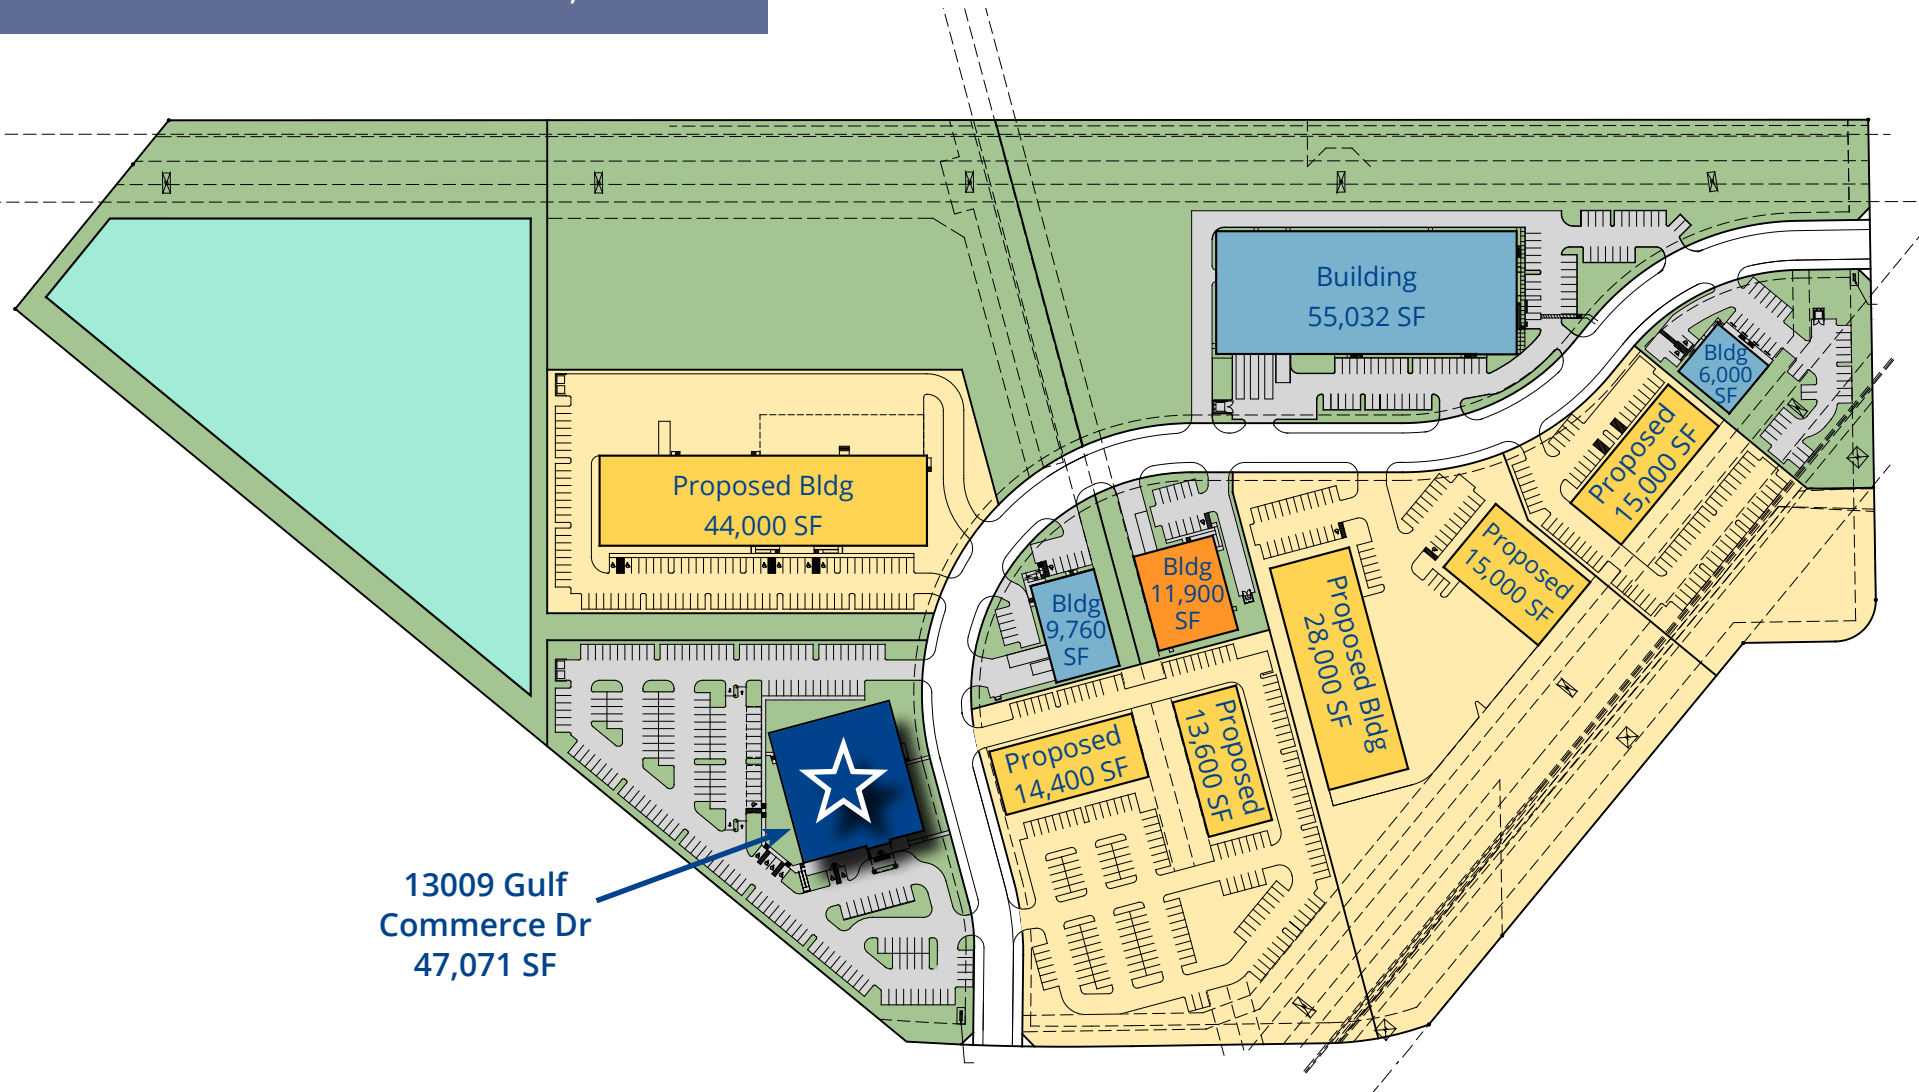 Building
55,032 SF
Bldg
6,000
SF
Proposed
15,000 SF
Proposed Bldg
44,000 SF
Proposed
15,000 SF
Bldg
11,900
SF
Bldg
9,760
SF
Proposed Bldg
28,000 SF
Proposed
14,400 SF
Proposed
13,600 SF
13009 Gulf
Commerce Dr
47,071 SF